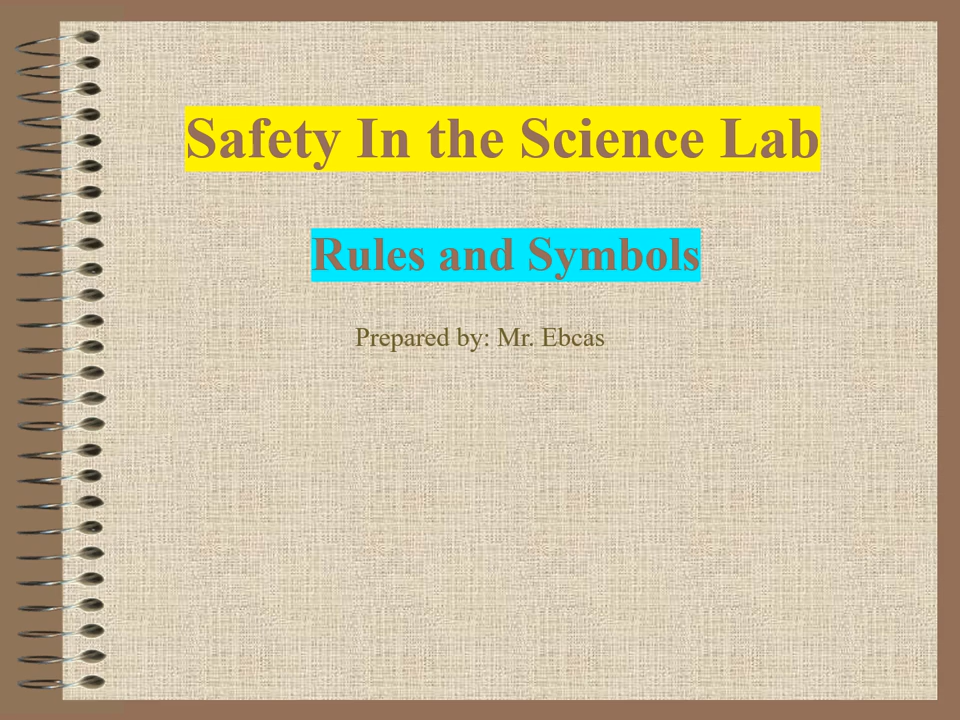 Safety In the Science Lab
Rules and Symbols
Prepared by: Mr. Ebcas